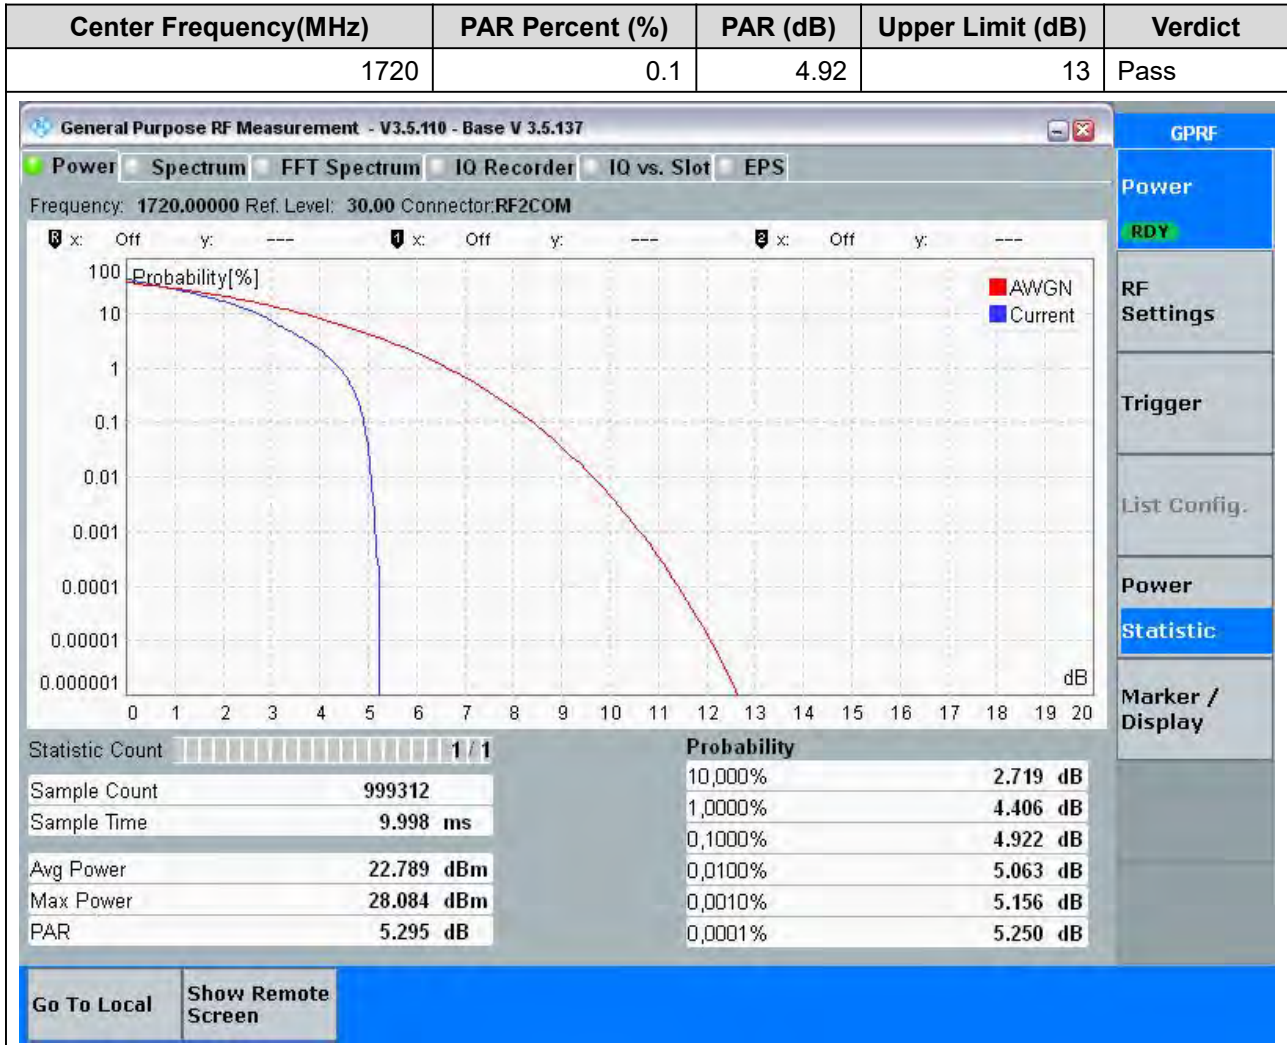 Center Frequency(MHz) PAR Percent (%) PAR (dB) Upper Limit (dB) Verdict
1720 0.1 4.92 13 Pass
General Purpose RF Measurement - V3.5.110 - Base V 3.5.137
GPRF
Power Spectrum FFT Spectrum IQ Recorder IQ vs. Slot EPS
Frequency: 1720.00000 Ref. Level: 30.00 Connector:RF2COM
R x: Off y: --- 1 x: Off y: --- 2 x: Off y: ---
Probability[%]
100
10
1
0.1
0.01
0.001
0.0001
0.00001
0.000001
AWGN
Current
dB
0 1 2 3 4 5 6 7 8 9 10 11 12 13 14 15 16 17 18 19 20
Statistic Count 1 / 1
Sample Count 999312
Sample Time 9.998 ms
Avg Power 22.789 dBm
Max Power 28.084 dBm
PAR 5.295 dB
Probability
10,000% 2.719 dB
1,0000% 4.406 dB
0,1000% 4.922 dB
0,0100% 5.063 dB
0,0010% 5.156 dB
0,0001% 5.250 dB
Power
RDY
RF
Settings
Trigger
List Config.
Power
Statistic
Marker /
Display
Go To Local
Show Remote
Screen